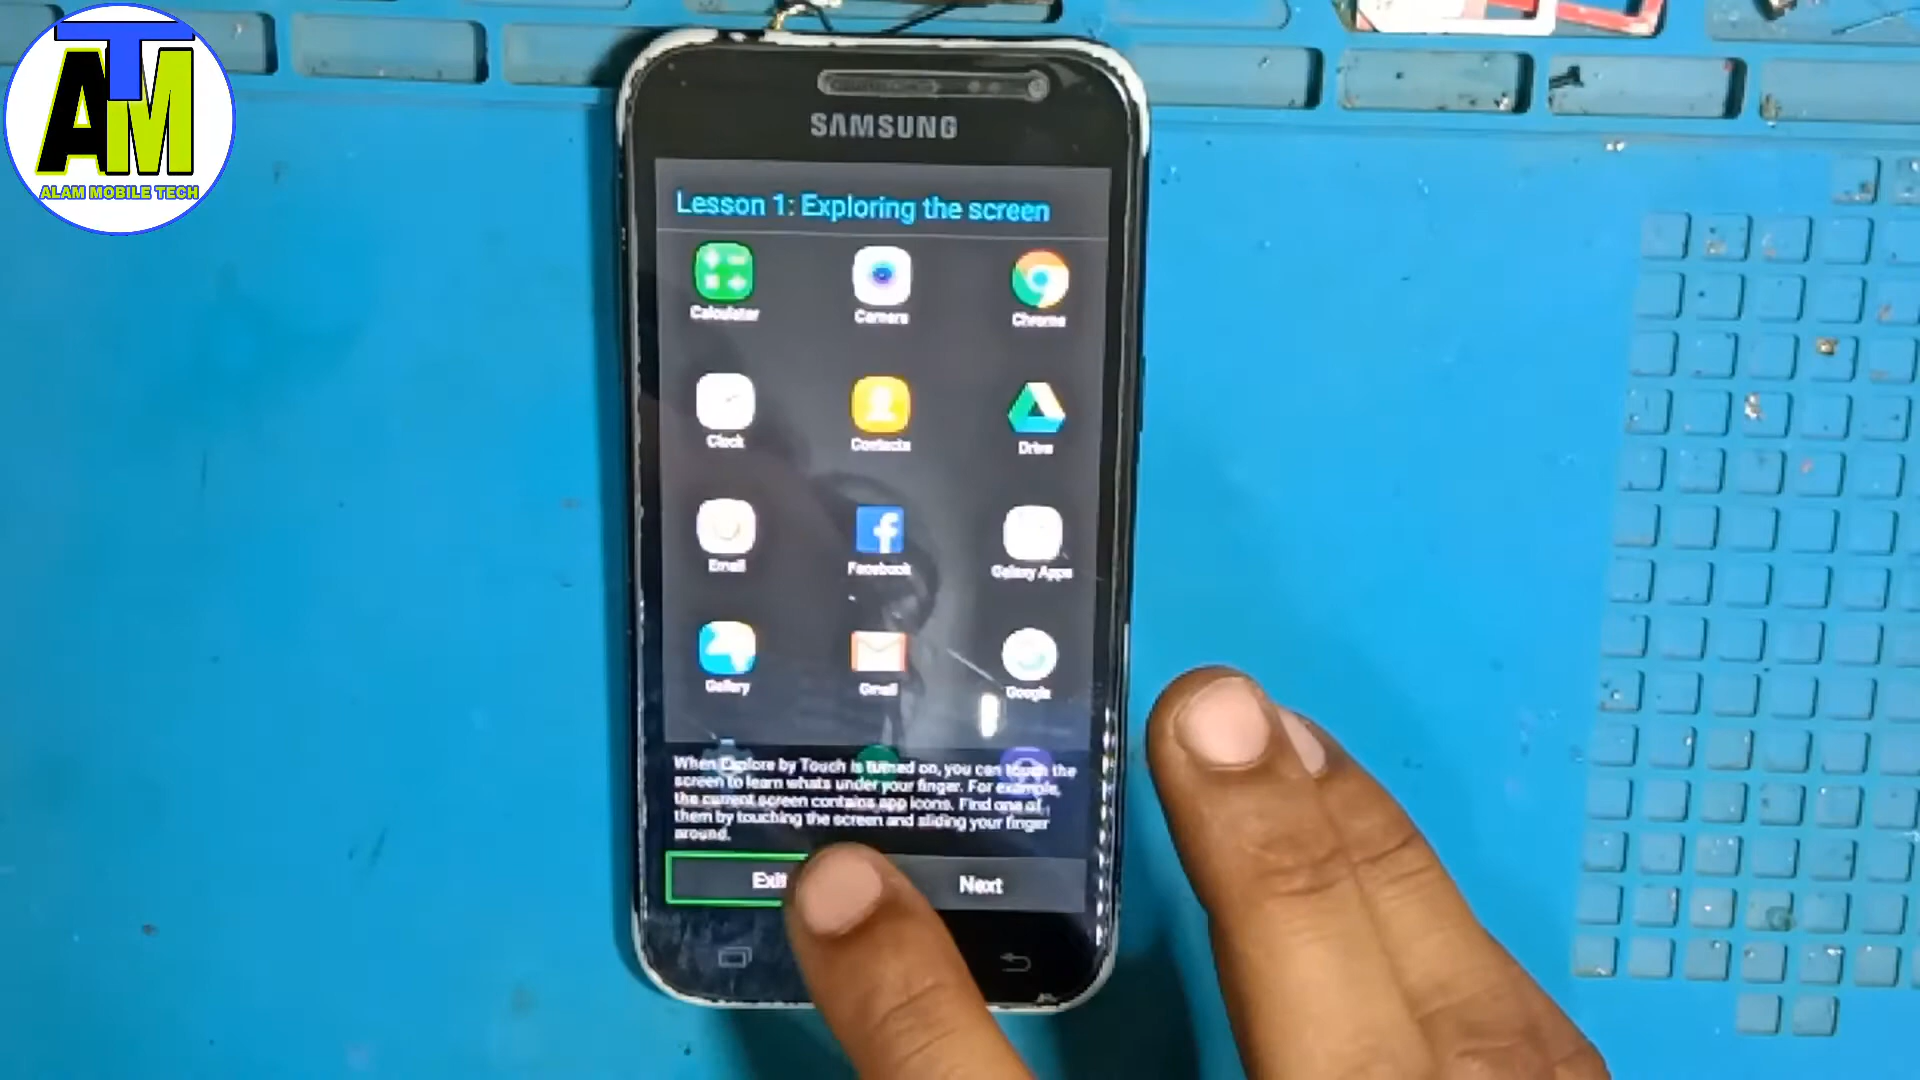 ATM
ALAM MOBILE TECH
SAMSUNG
Lesson 1: Exploring the screen
Calculator
Camera
Chrome
Clock
Contacts
Drive
Email
Facebook
Galaxy Apps
Gallery
Gmail
Google
When Explore by Touch is turned on, you can touch the
screen to learn whats under your finger. For example,
the current screen contains app icons. Find one of
them by touching the screen and sliding your finger
around.
Exit
Next